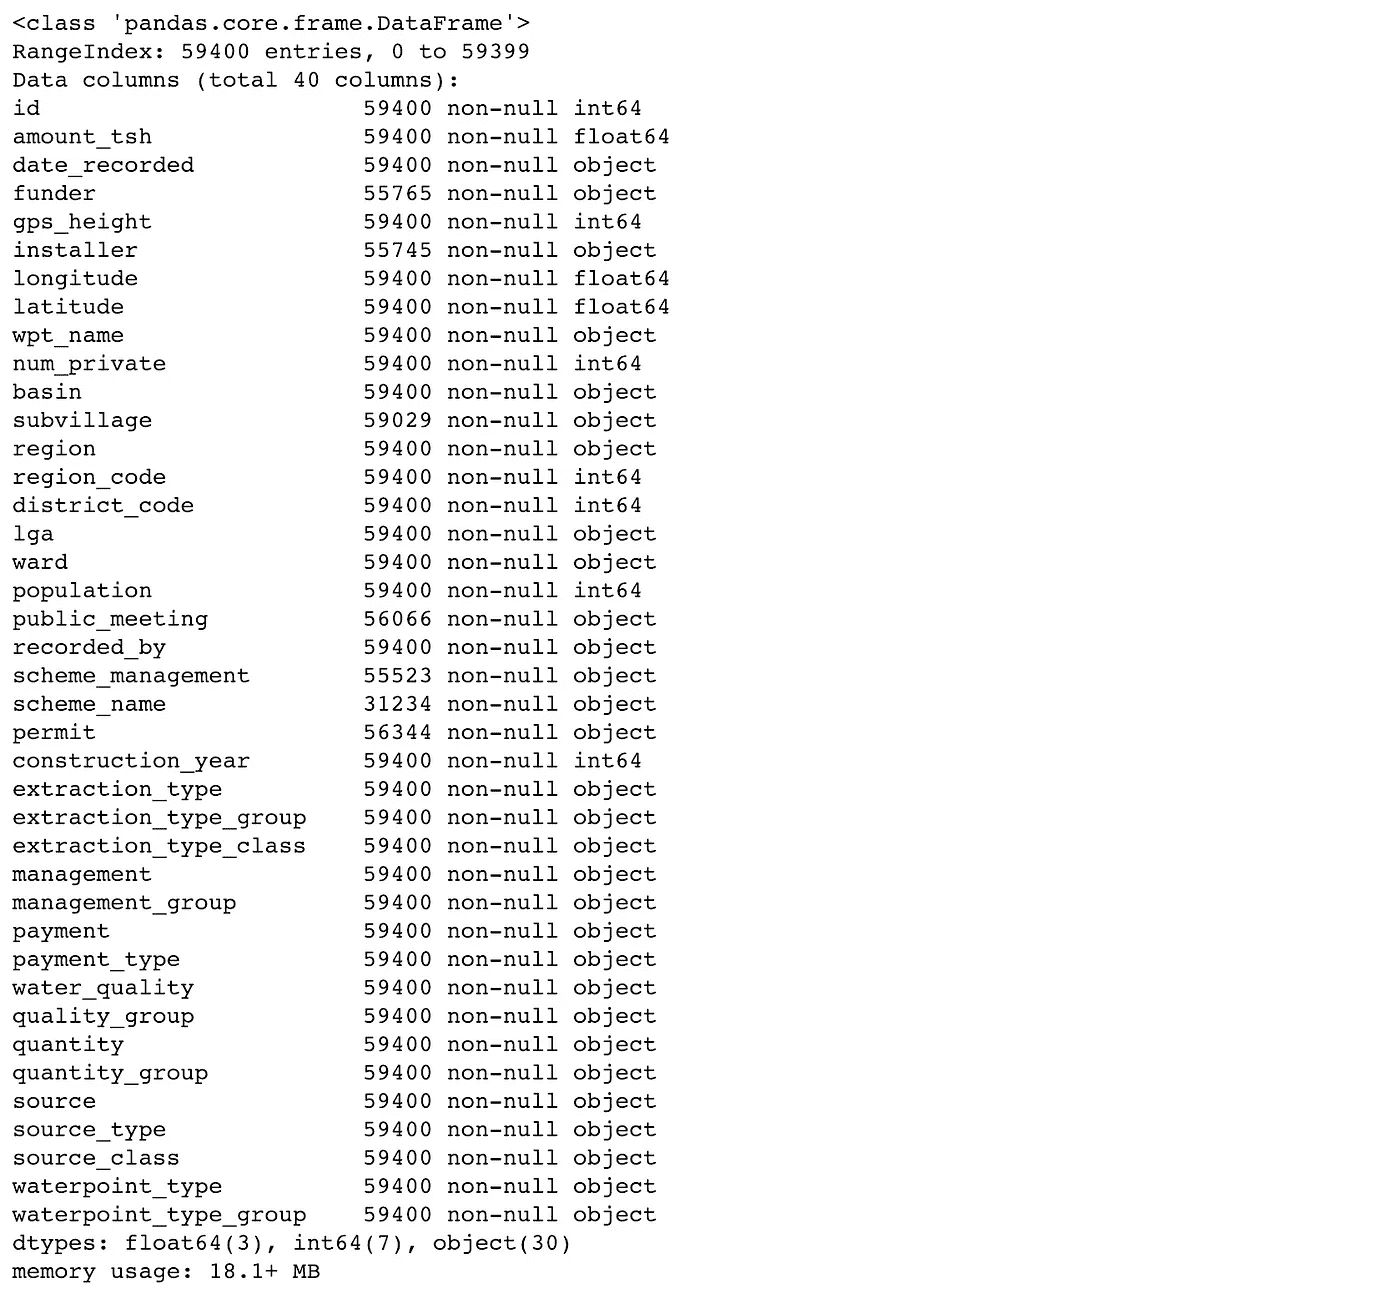 <class 'pandas.core.frame.DataFrame'>
RangeIndex: 59400 entries, 0 to 59399
Data columns (total 40 columns):
id                       59400 non-null int64
amount_tsh               59400 non-null float64
date_recorded            59400 non-null object
funder                   55765 non-null object
gps_height               59400 non-null int64
installer                55745 non-null object
longitude                59400 non-null float64
latitude                 59400 non-null float64
wpt_name                 59400 non-null object
num_private              59400 non-null int64
basin                    59400 non-null object
subvillage               59029 non-null object
region                   59400 non-null object
region_code              59400 non-null int64
district_code            59400 non-null int64
lga                      59400 non-null object
ward                     59400 non-null object
population               59400 non-null int64
public_meeting           56066 non-null object
recorded_by              59400 non-null object
scheme_management        55523 non-null object
scheme_name              31234 non-null object
permit                   56344 non-null object
construction_year        59400 non-null int64
extraction_type          59400 non-null object
extraction_type_group    59400 non-null object
extraction_type_class    59400 non-null object
management               59400 non-null object
management_group         59400 non-null object
payment                  59400 non-null object
payment_type             59400 non-null object
water_quality            59400 non-null object
quality_group            59400 non-null object
quantity                 59400 non-null object
quantity_group           59400 non-null object
source                   59400 non-null object
source_type              59400 non-null object
source_class             59400 non-null object
waterpoint_type          59400 non-null object
waterpoint_type_group    59400 non-null object
dtypes: float64(3), int64(7), object(30)
memory usage: 18.1+ MB